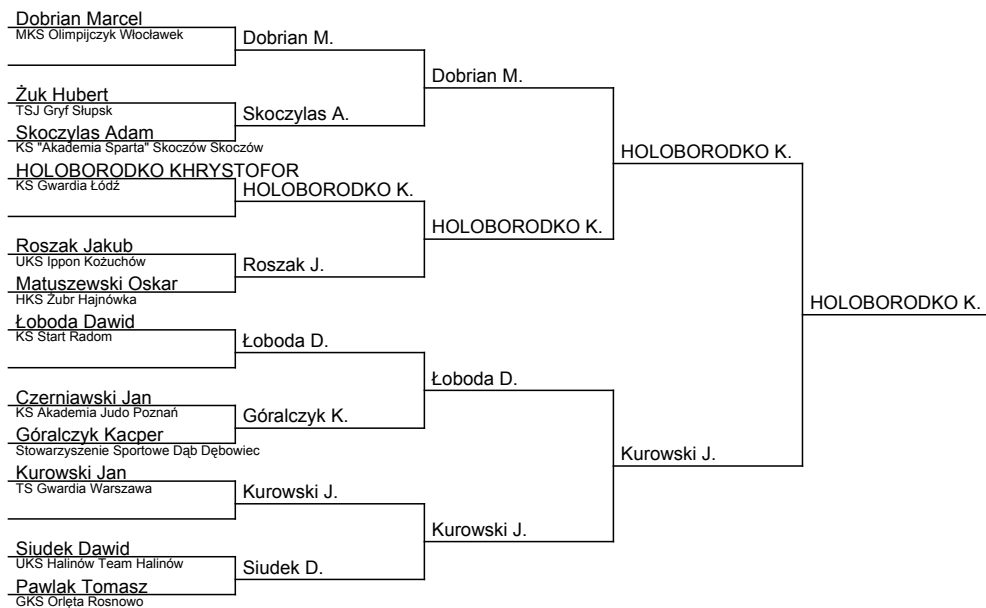 Dobrian Marcel
MKS Olimpijczyk Włocławek
Dobrian M.
Dobrian M.
Żuk Hubert
TSJ Gryf Słupsk
Skoczylas A.
Skoczylas Adam
KS "Akademia Sparta" Skoczów Skoczów
HOLOBORODKO K.
HOLOBORODKO KHRYSTOFOR
KS Gwardia Łódź
HOLOBORODKO K.
HOLOBORODKO K.
Roszak Jakub
UKS Ippon Kożuchów
Roszak J.
Matuszewski Oskar
HKS Żubr Hajnówka
HOLOBORODKO K.
Łoboda Dawid
KS Start Radom
Łoboda D.
Łoboda D.
Czerniawski Jan
KS Akademia Judo Poznań
Góralczyk K.
Góralczyk Kacper
Stowarzyszenie Sportowe Dąb Dębowiec
Kurowski J.
Kurowski Jan
TS Gwardia Warszawa
Kurowski J.
Kurowski J.
Siudek Dawid
UKS Halinów Team Halinów
Siudek D.
Pawlak Tomasz
GKS Orlęta Rosnowo